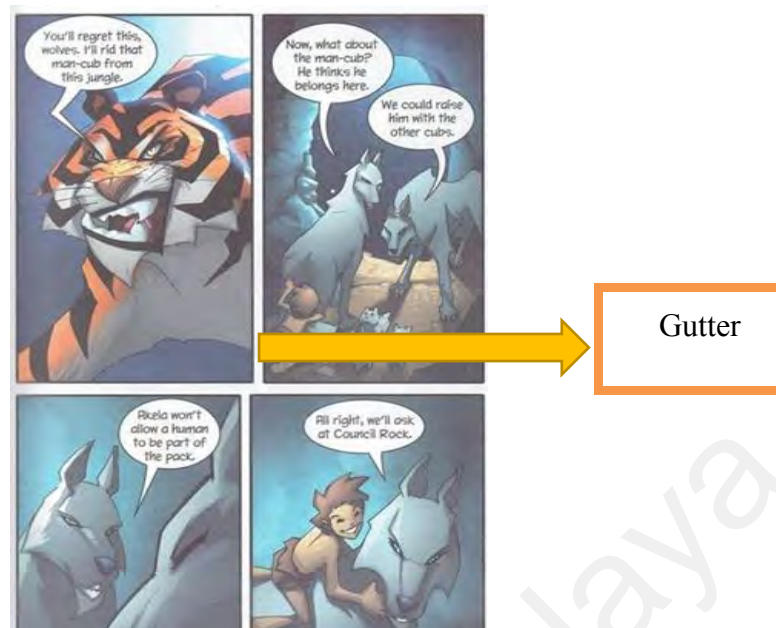 You'll regret this,
wolves. I'll rid that
man-cub from
this jungle.
Now, what about
the man-cub?
He thinks he
belongs here.
We could raise
him with the
other cubs.
Gutter
Akela won't
allow a human
to be part of
the pack.
All right, we'll ask
at Council Rock.
laya